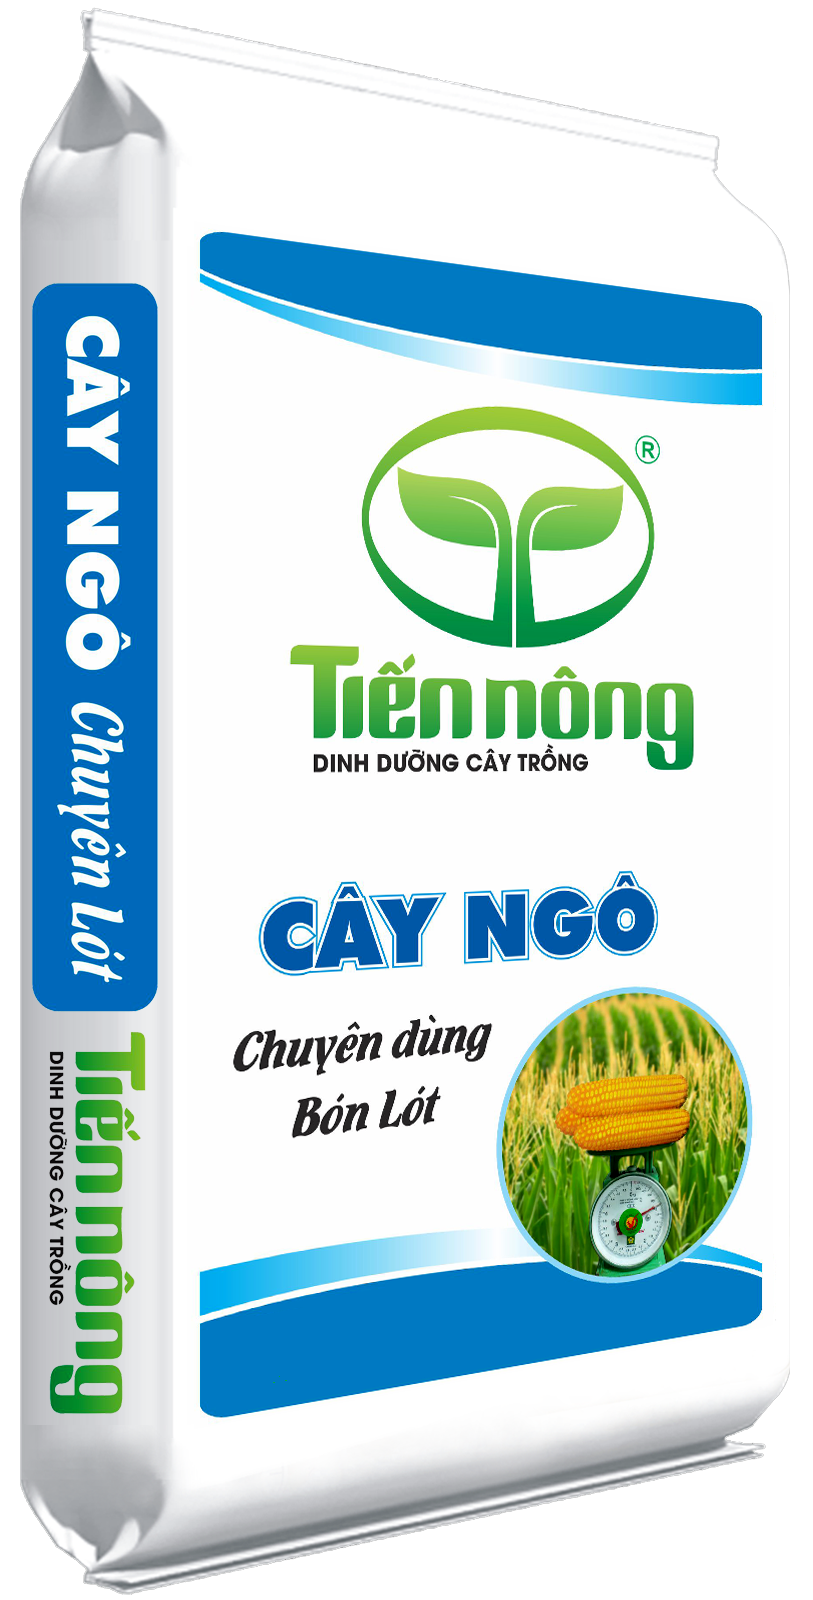 CÂY NGÔ Chuyên Lót
Tiến nông
DINH DƯỠNG CÂY TRỒNG
®
Tiến nông
DINH DƯỠNG CÂY TRỒNG
CÂY NGÔ
Chuyên dùng
Bón Lót